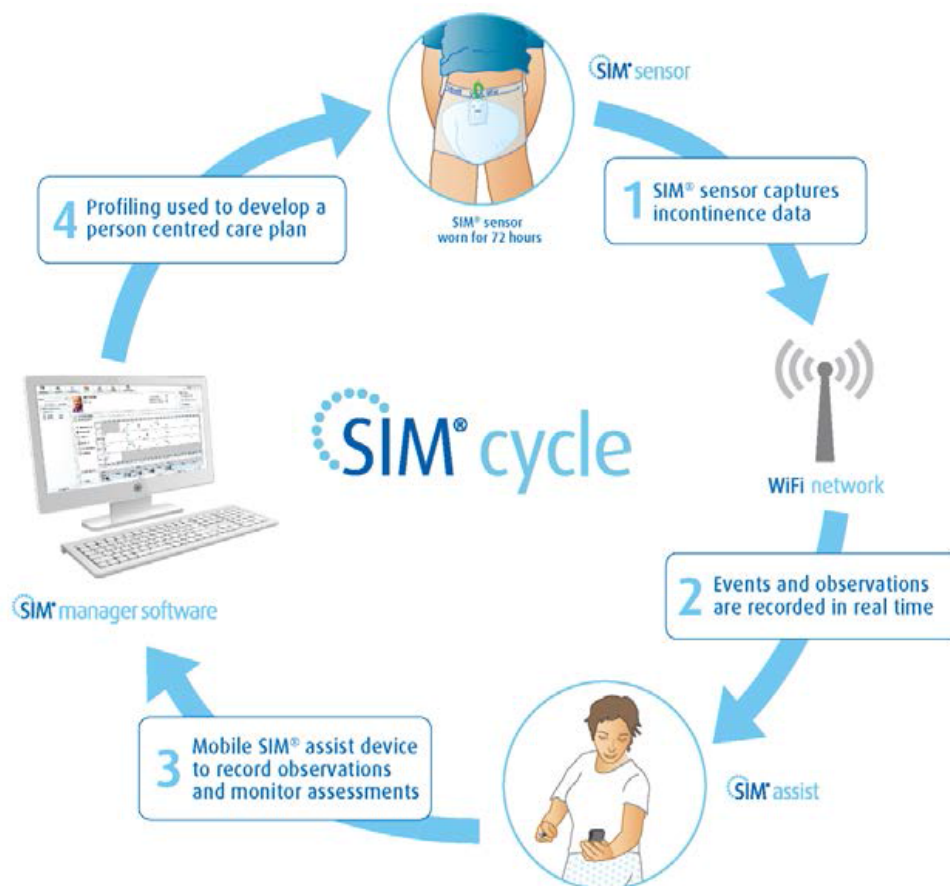 SIM® sensor
SIM® sensor
worn for 72 hours
1 SIM® sensor captures
incontinence data
WiFi network
2 Events and observations
are recorded in real time
SIM® assist
3 Mobile SIM® assist device
to record observations
and monitor assessments
SIM® manager software
4 Profiling used to develop a
person centred care plan
SIM® cycle